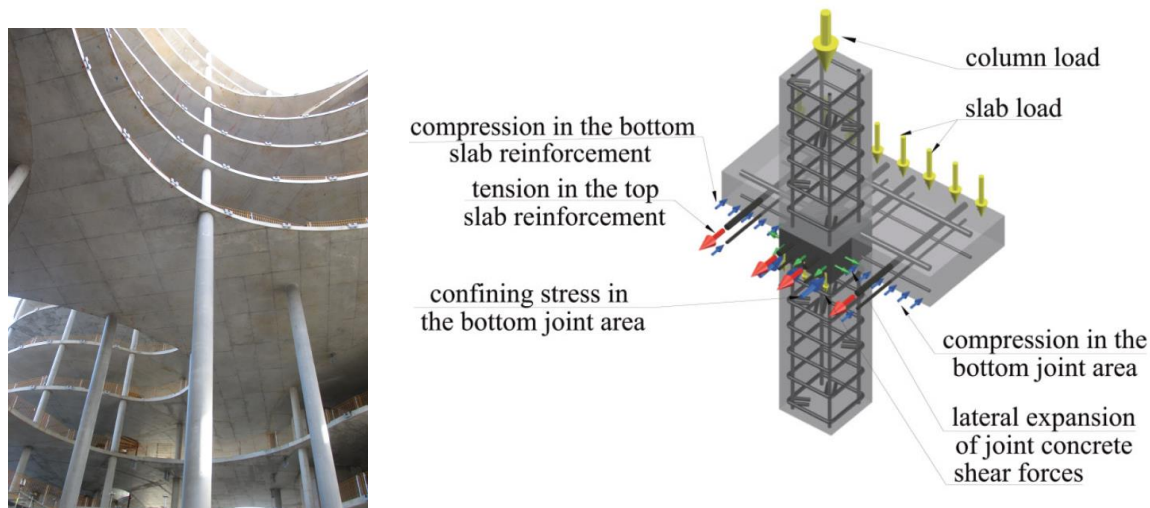 column load
slab load
compression in the bottom
slab reinforcement
tension in the top
slab reinforcement
confining stress in
the bottom joint area
compression in the
bottom joint area
lateral expansion
of joint concrete
shear forces